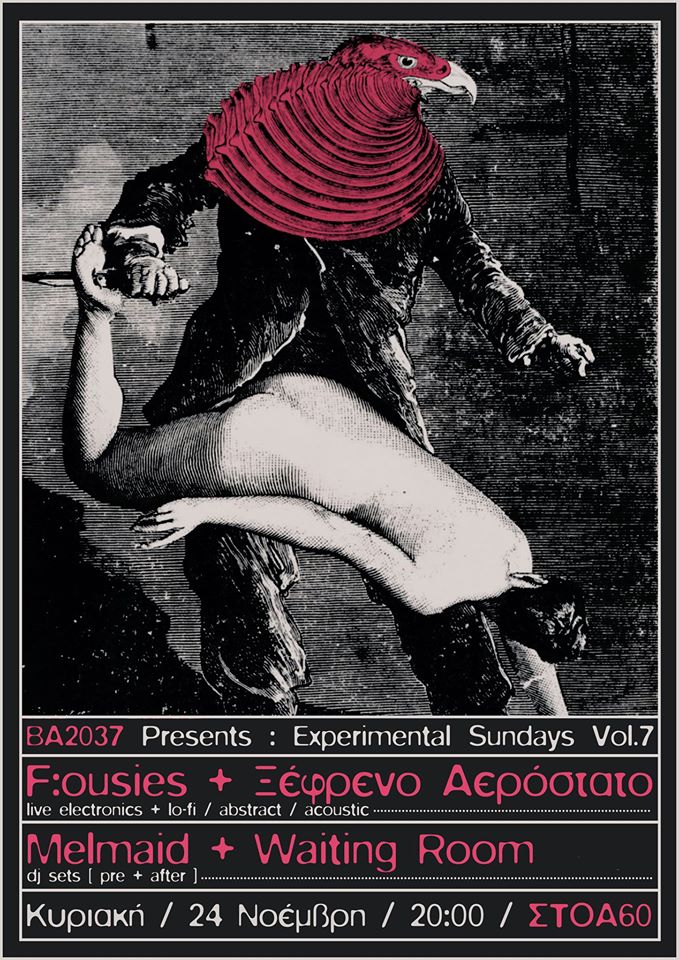 BA2037 Presents : Experimental Sundays Vol.7
F:ousies + Ξέφρενο Αερόστατο
live electronics + lo-fi / abstract / acoustic
Melmaid + Waiting Room
dj sets [ pre + after ]
Κυριακή / 24 Νοέμβρη / 20:00 / ΣΤΟΑ60